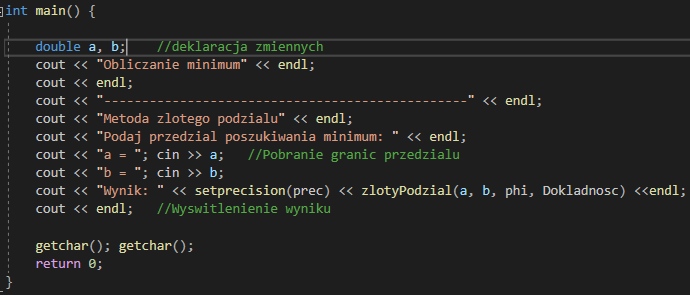 int main() {
double a, b;    //deklaracja zmiennych
cout << "Obliczanie minimum" << endl;
cout << endl;
cout << "----------------------------------------------" << endl;
cout << "Metoda zlotego podzialu" << endl;
cout << "Podaj przedzial poszukiwania minimum: " << endl;
cout << "a = "; cin >> a;   //Pobranie granic przedzialu
cout << "b = "; cin >> b;
cout << "Wynik: " << setprecision(prec) << zlotyPodzial(a, b, phi, Dokladnosc) <<endl;
cout << endl;   //Wyswitlenienie wyniku
getchar(); getchar();
return 0;
}